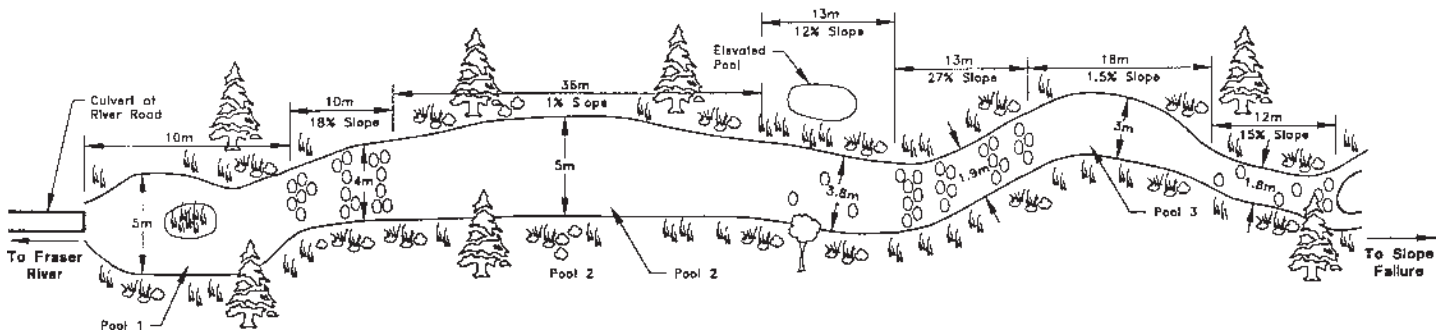 13m
12% Slope
Elevated
Pool
13m
27% Slope
18m
1.5% Slope
36m
1% Slope
10m
18% Slope
12m
15% Slope
Culvert at
River Road
10m
5m
4m
5m
3.8m
1.9m
3m
1.8m
Pool 3
To Fraser
River
Pool 1
Pool 2
Pool 2
To Slope
Failure